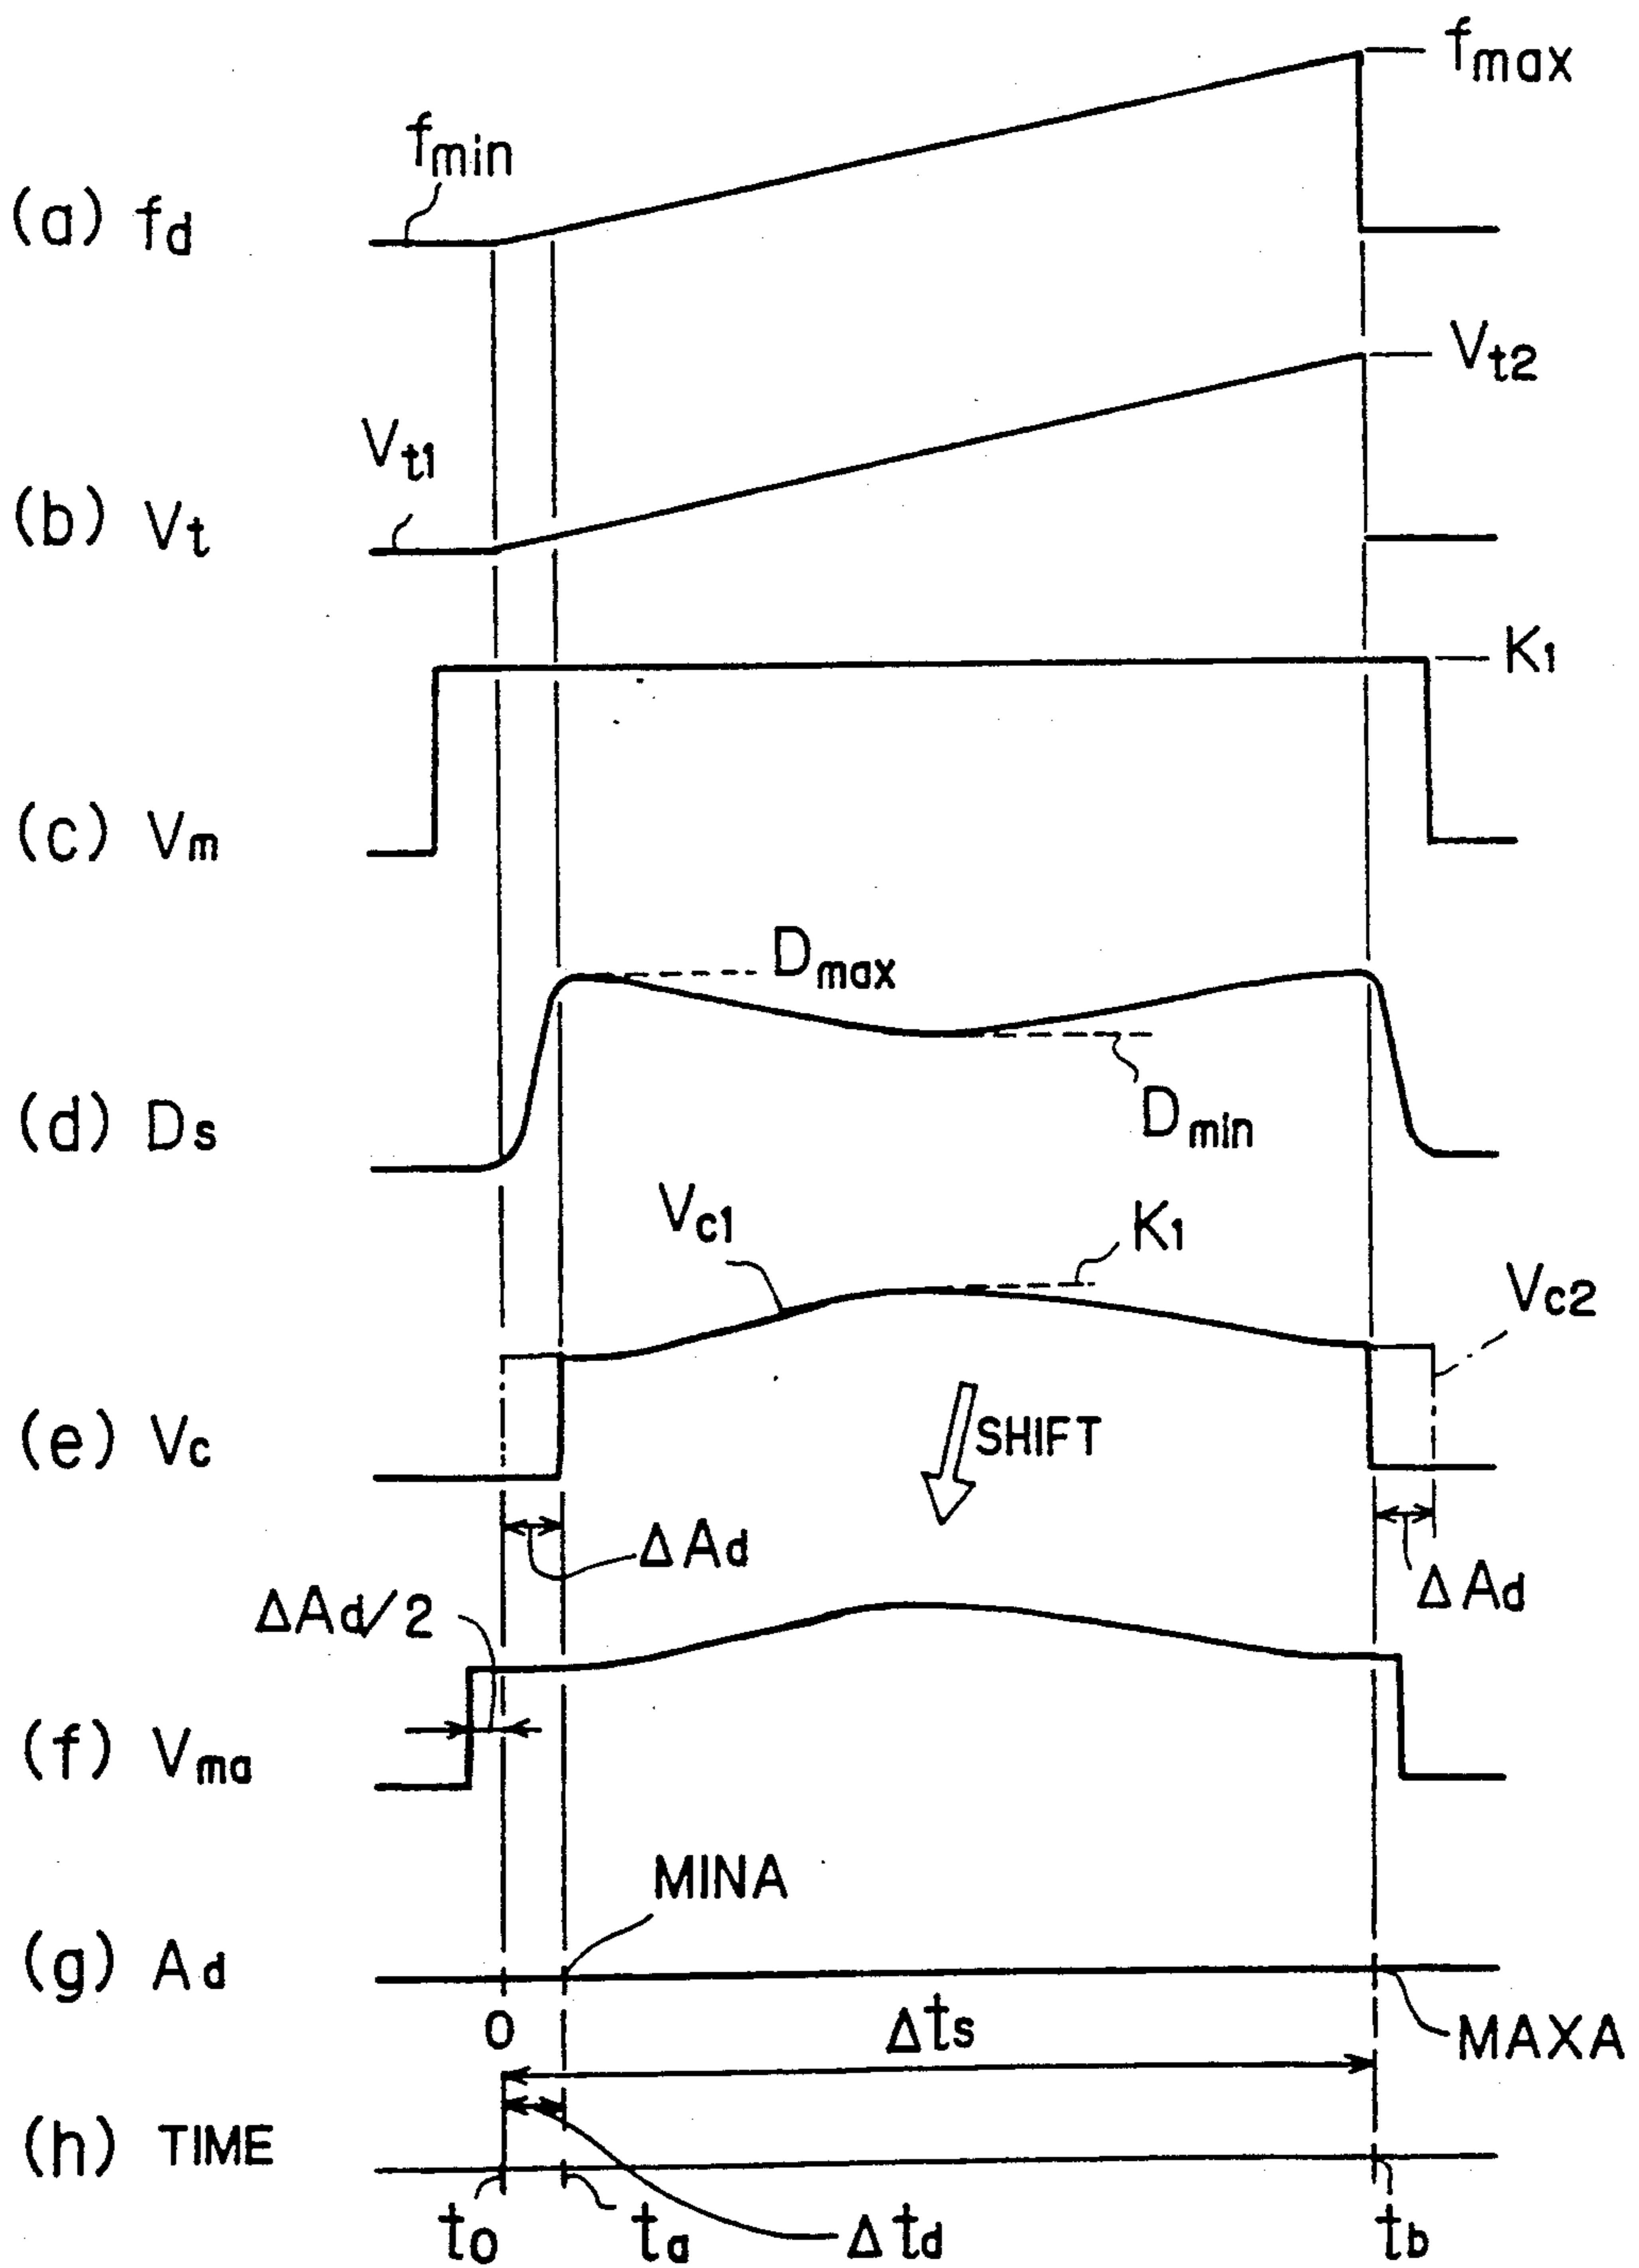 fmax
fmin
(a) fd
Vt2
Vt1
(b) Vt
K1
(c) Vm
Dmax
(d) Ds
Dmin
Vc1
K1
Vc2
(e) Vc
SHIFT
ΔAd
ΔAd
ΔAd/2
(f) Vma
MINA
(g) Ad
0
Δts
MAXA
(h) TIME
to
ta
Δtd
tb